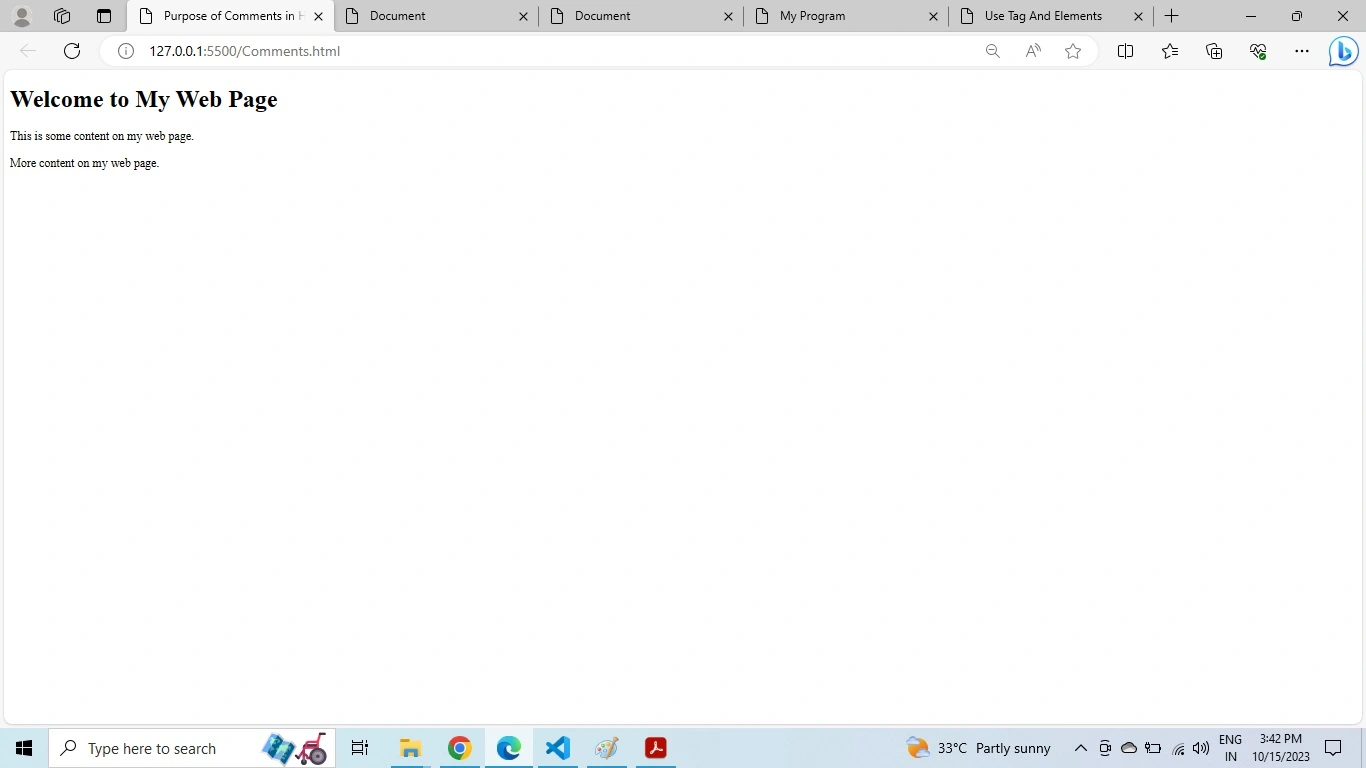 Purpose of Comments in H
Document
Document
My Program
Use Tag And Elements
127.0.0.1:5500/Comments.html
Welcome to My Web Page
This is some content on my web page.
More content on my web page.
Type here to search
33°C Partly sunny
ENG
IN
3:42 PM
10/15/2023